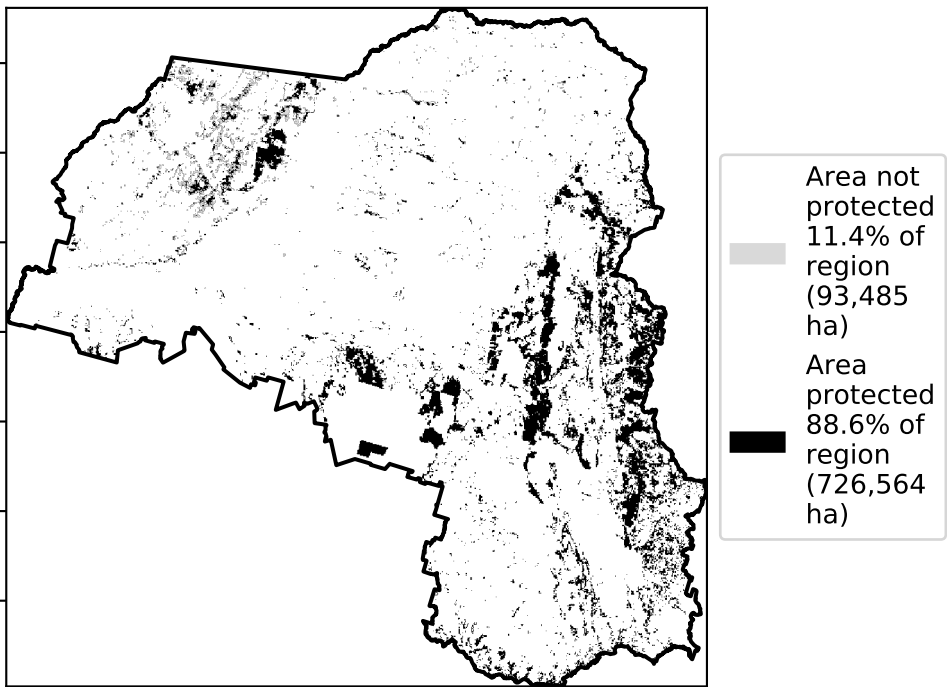 Area not
protected
11.4% of
region
(93,485
ha)
Area
protected
88.6% of
region
(726,564
ha)